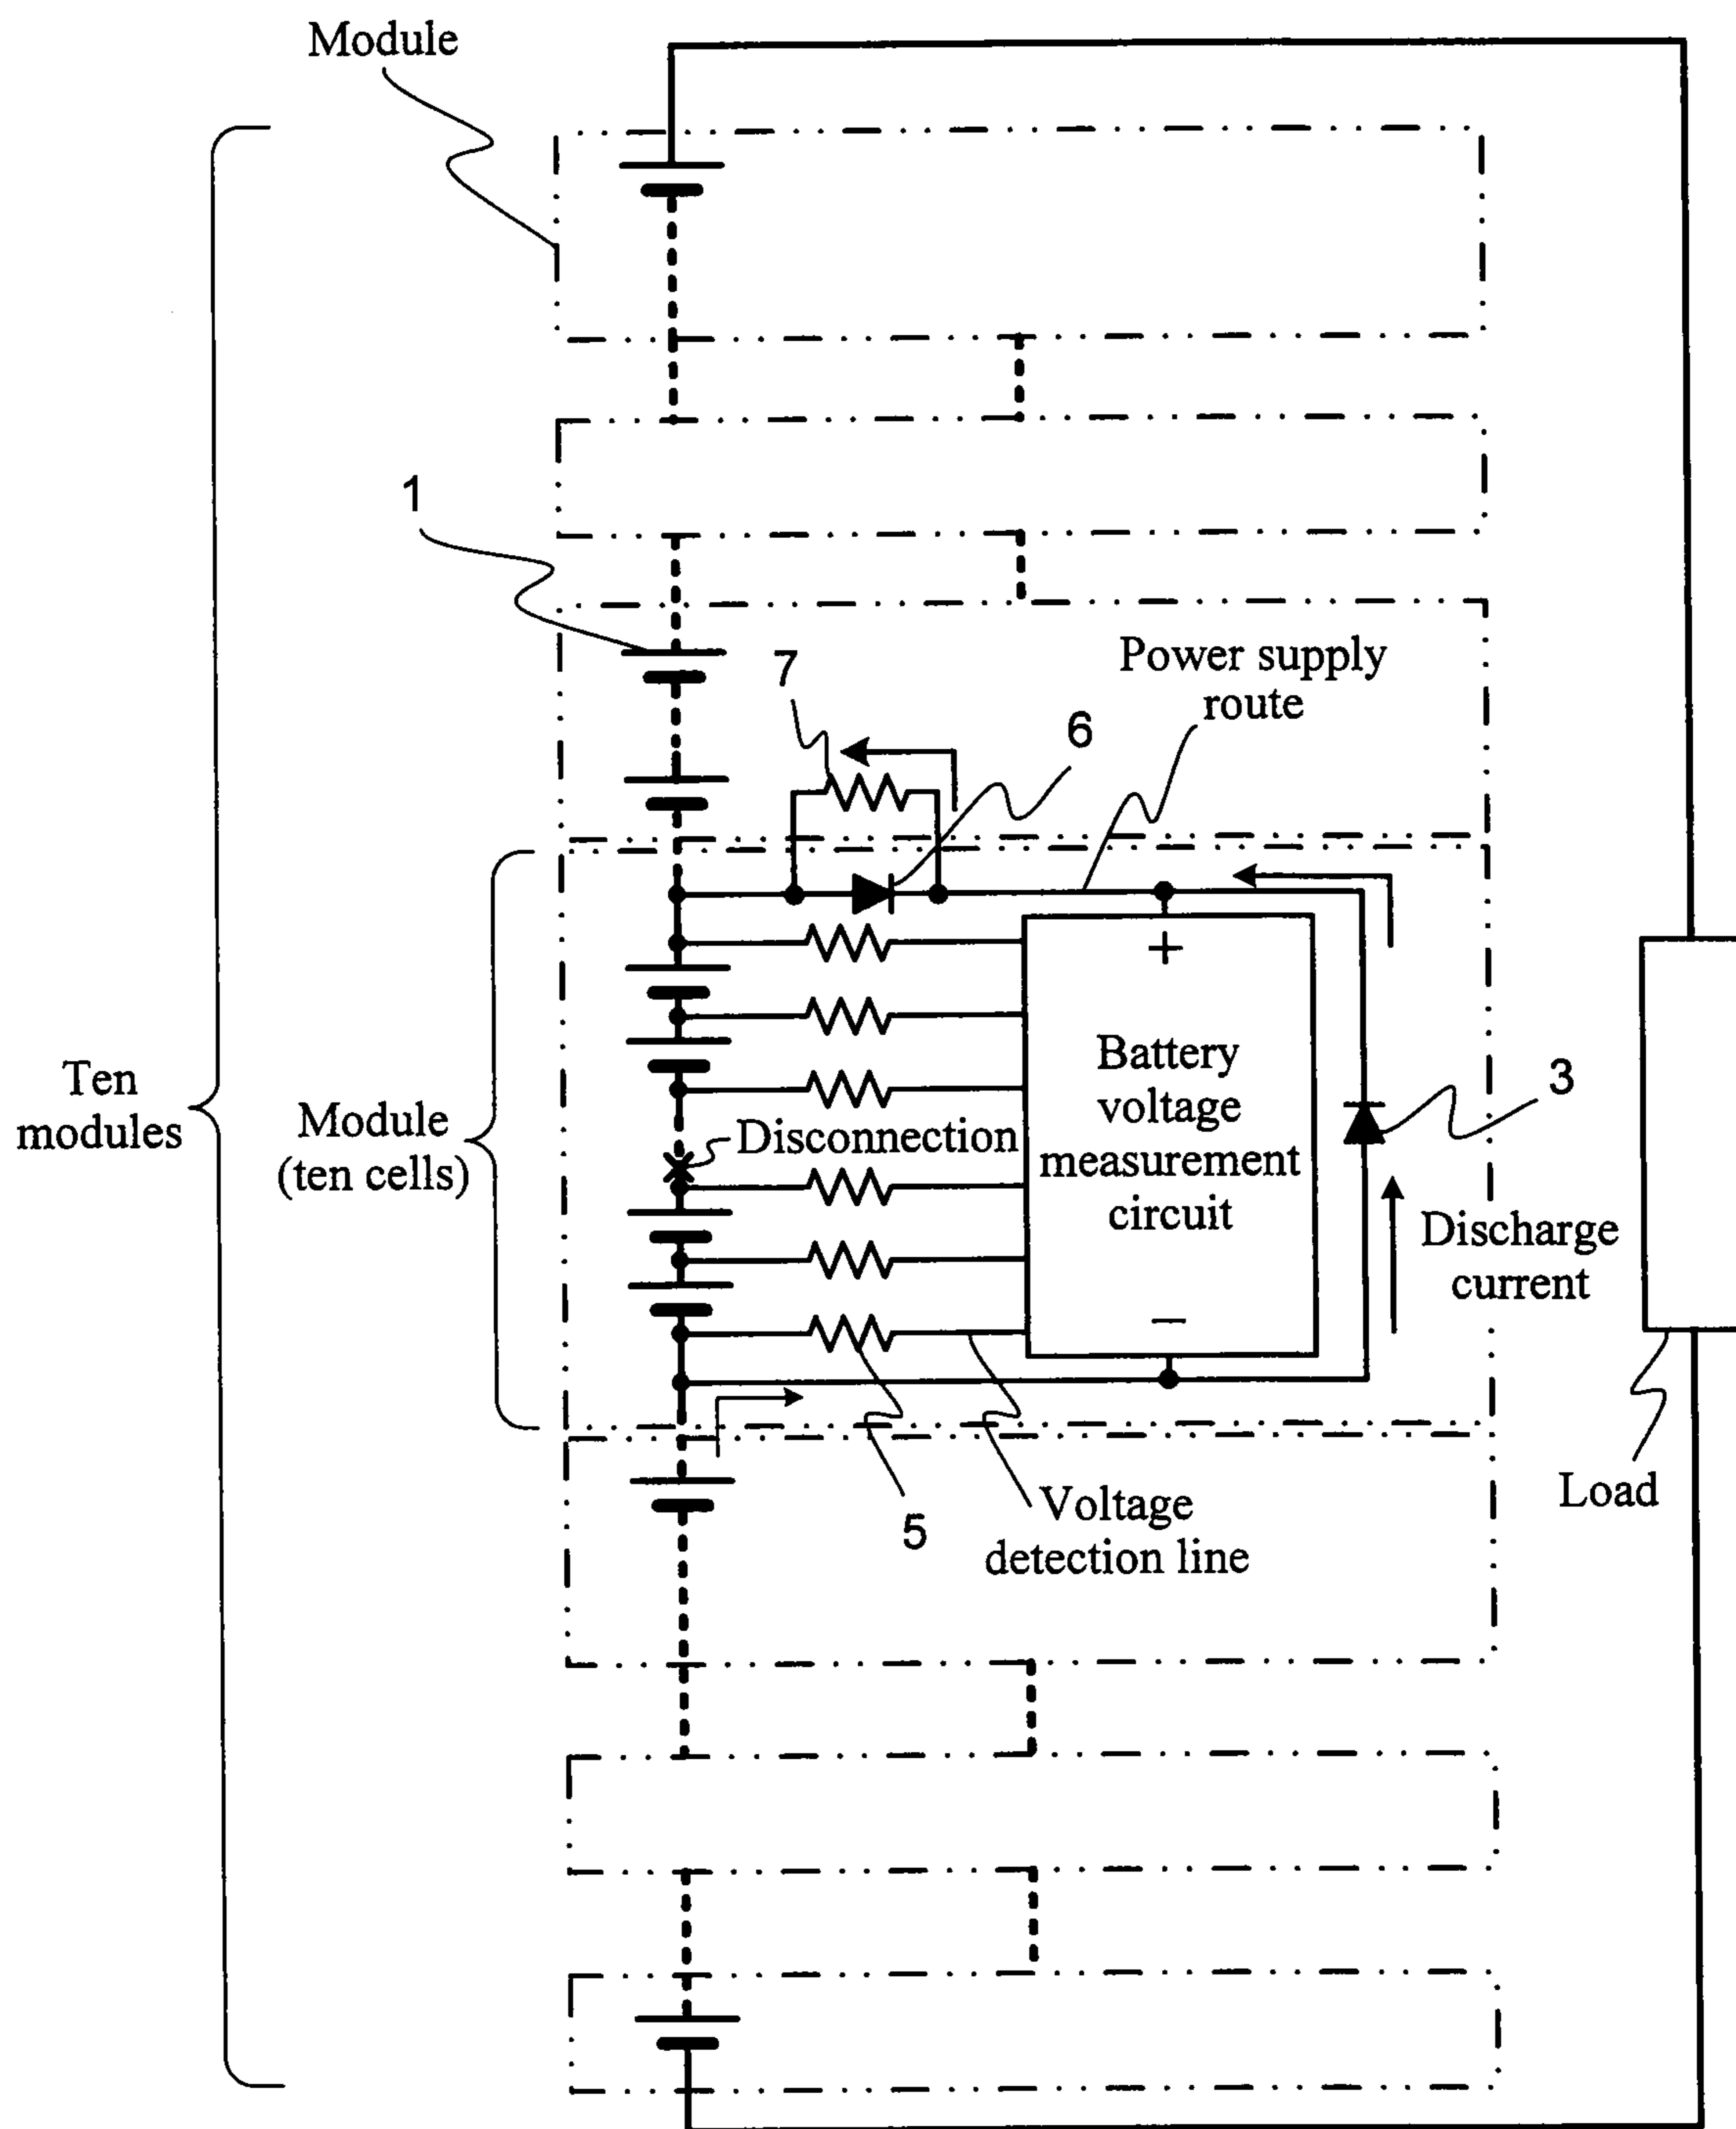 Module
1
Power supply
route
7
6
+
Battery
voltage
measurement
circuit
3
Ten
modules
Module
(ten cells)
Disconnection
Discharge
current
−
Load
5
Voltage
detection line